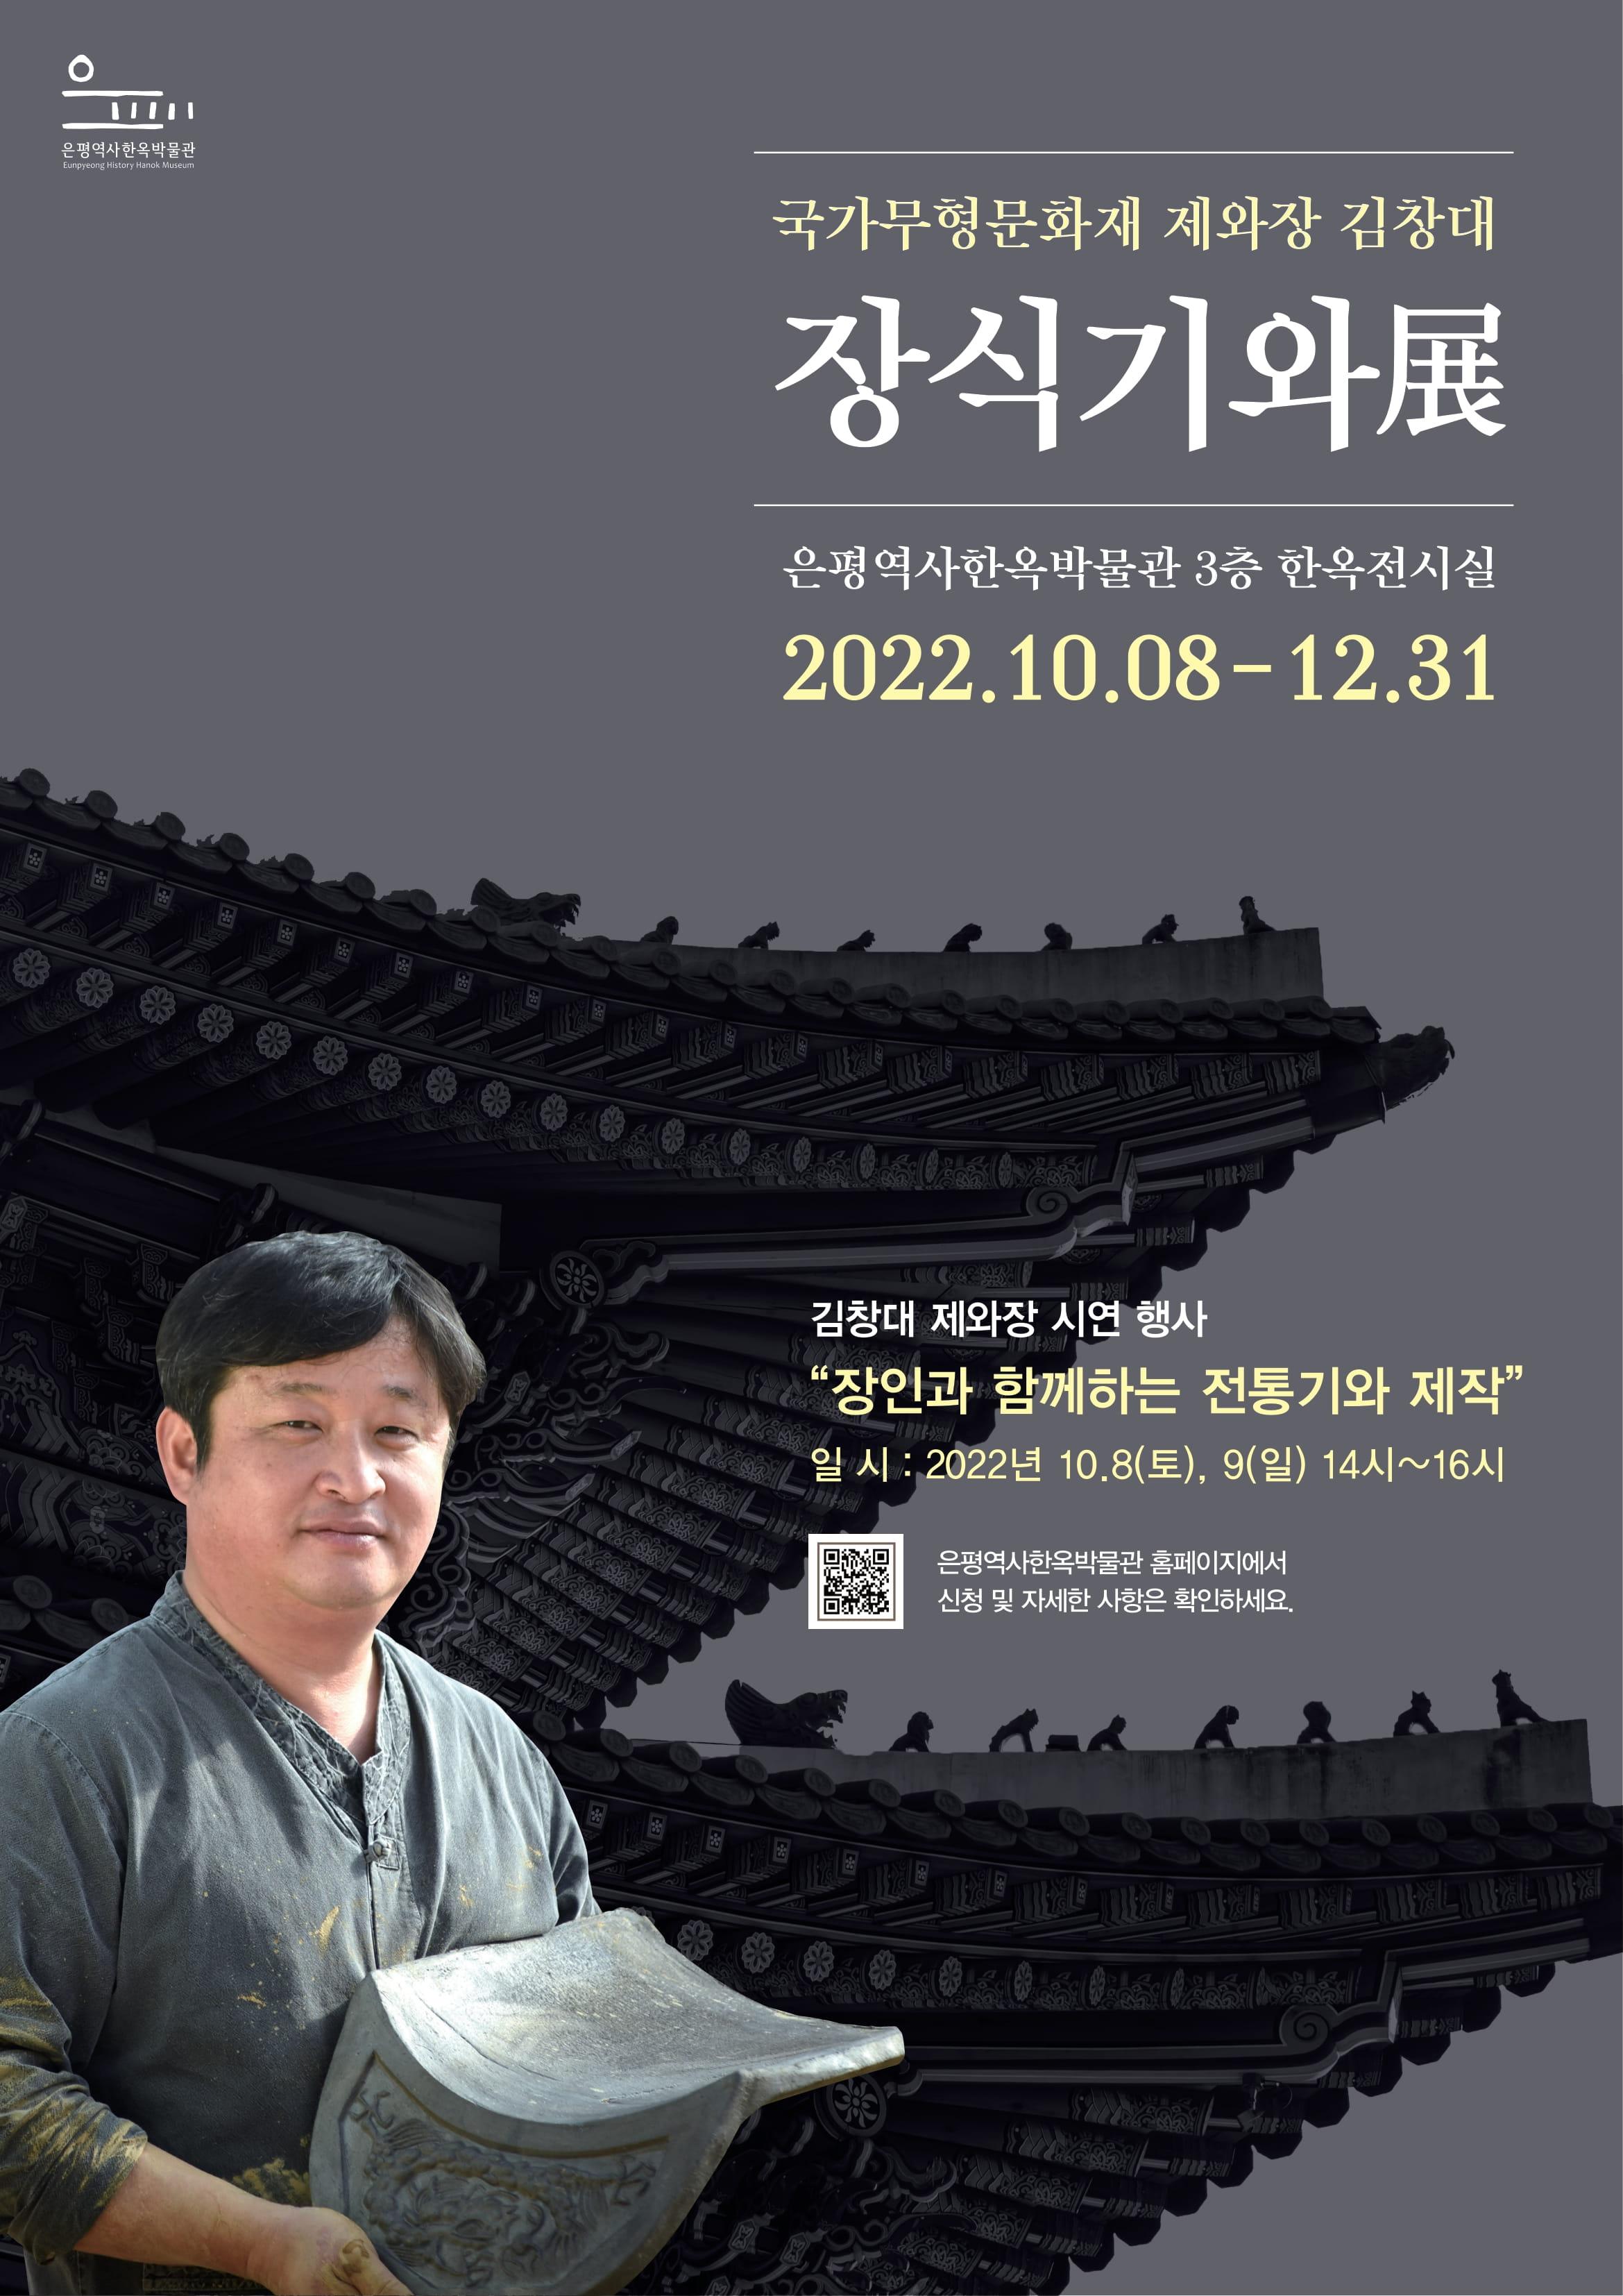 은평역사한옥박물관
Eunpyeong History Hanok Museum
국가무형문화재 제와장 김창대
장식기와展
은평역사한옥박물관 3층 한옥전시실
2022.10.08-12.31
김창대 제와장 시연 행사
“장인과 함께하는 전통기와 제작”
일 시 : 2022년 10.8(토), 9(일) 14시~16시
은평역사한옥박물관 홈페이지에서
신청 및 자세한 사항은 확인하세요.